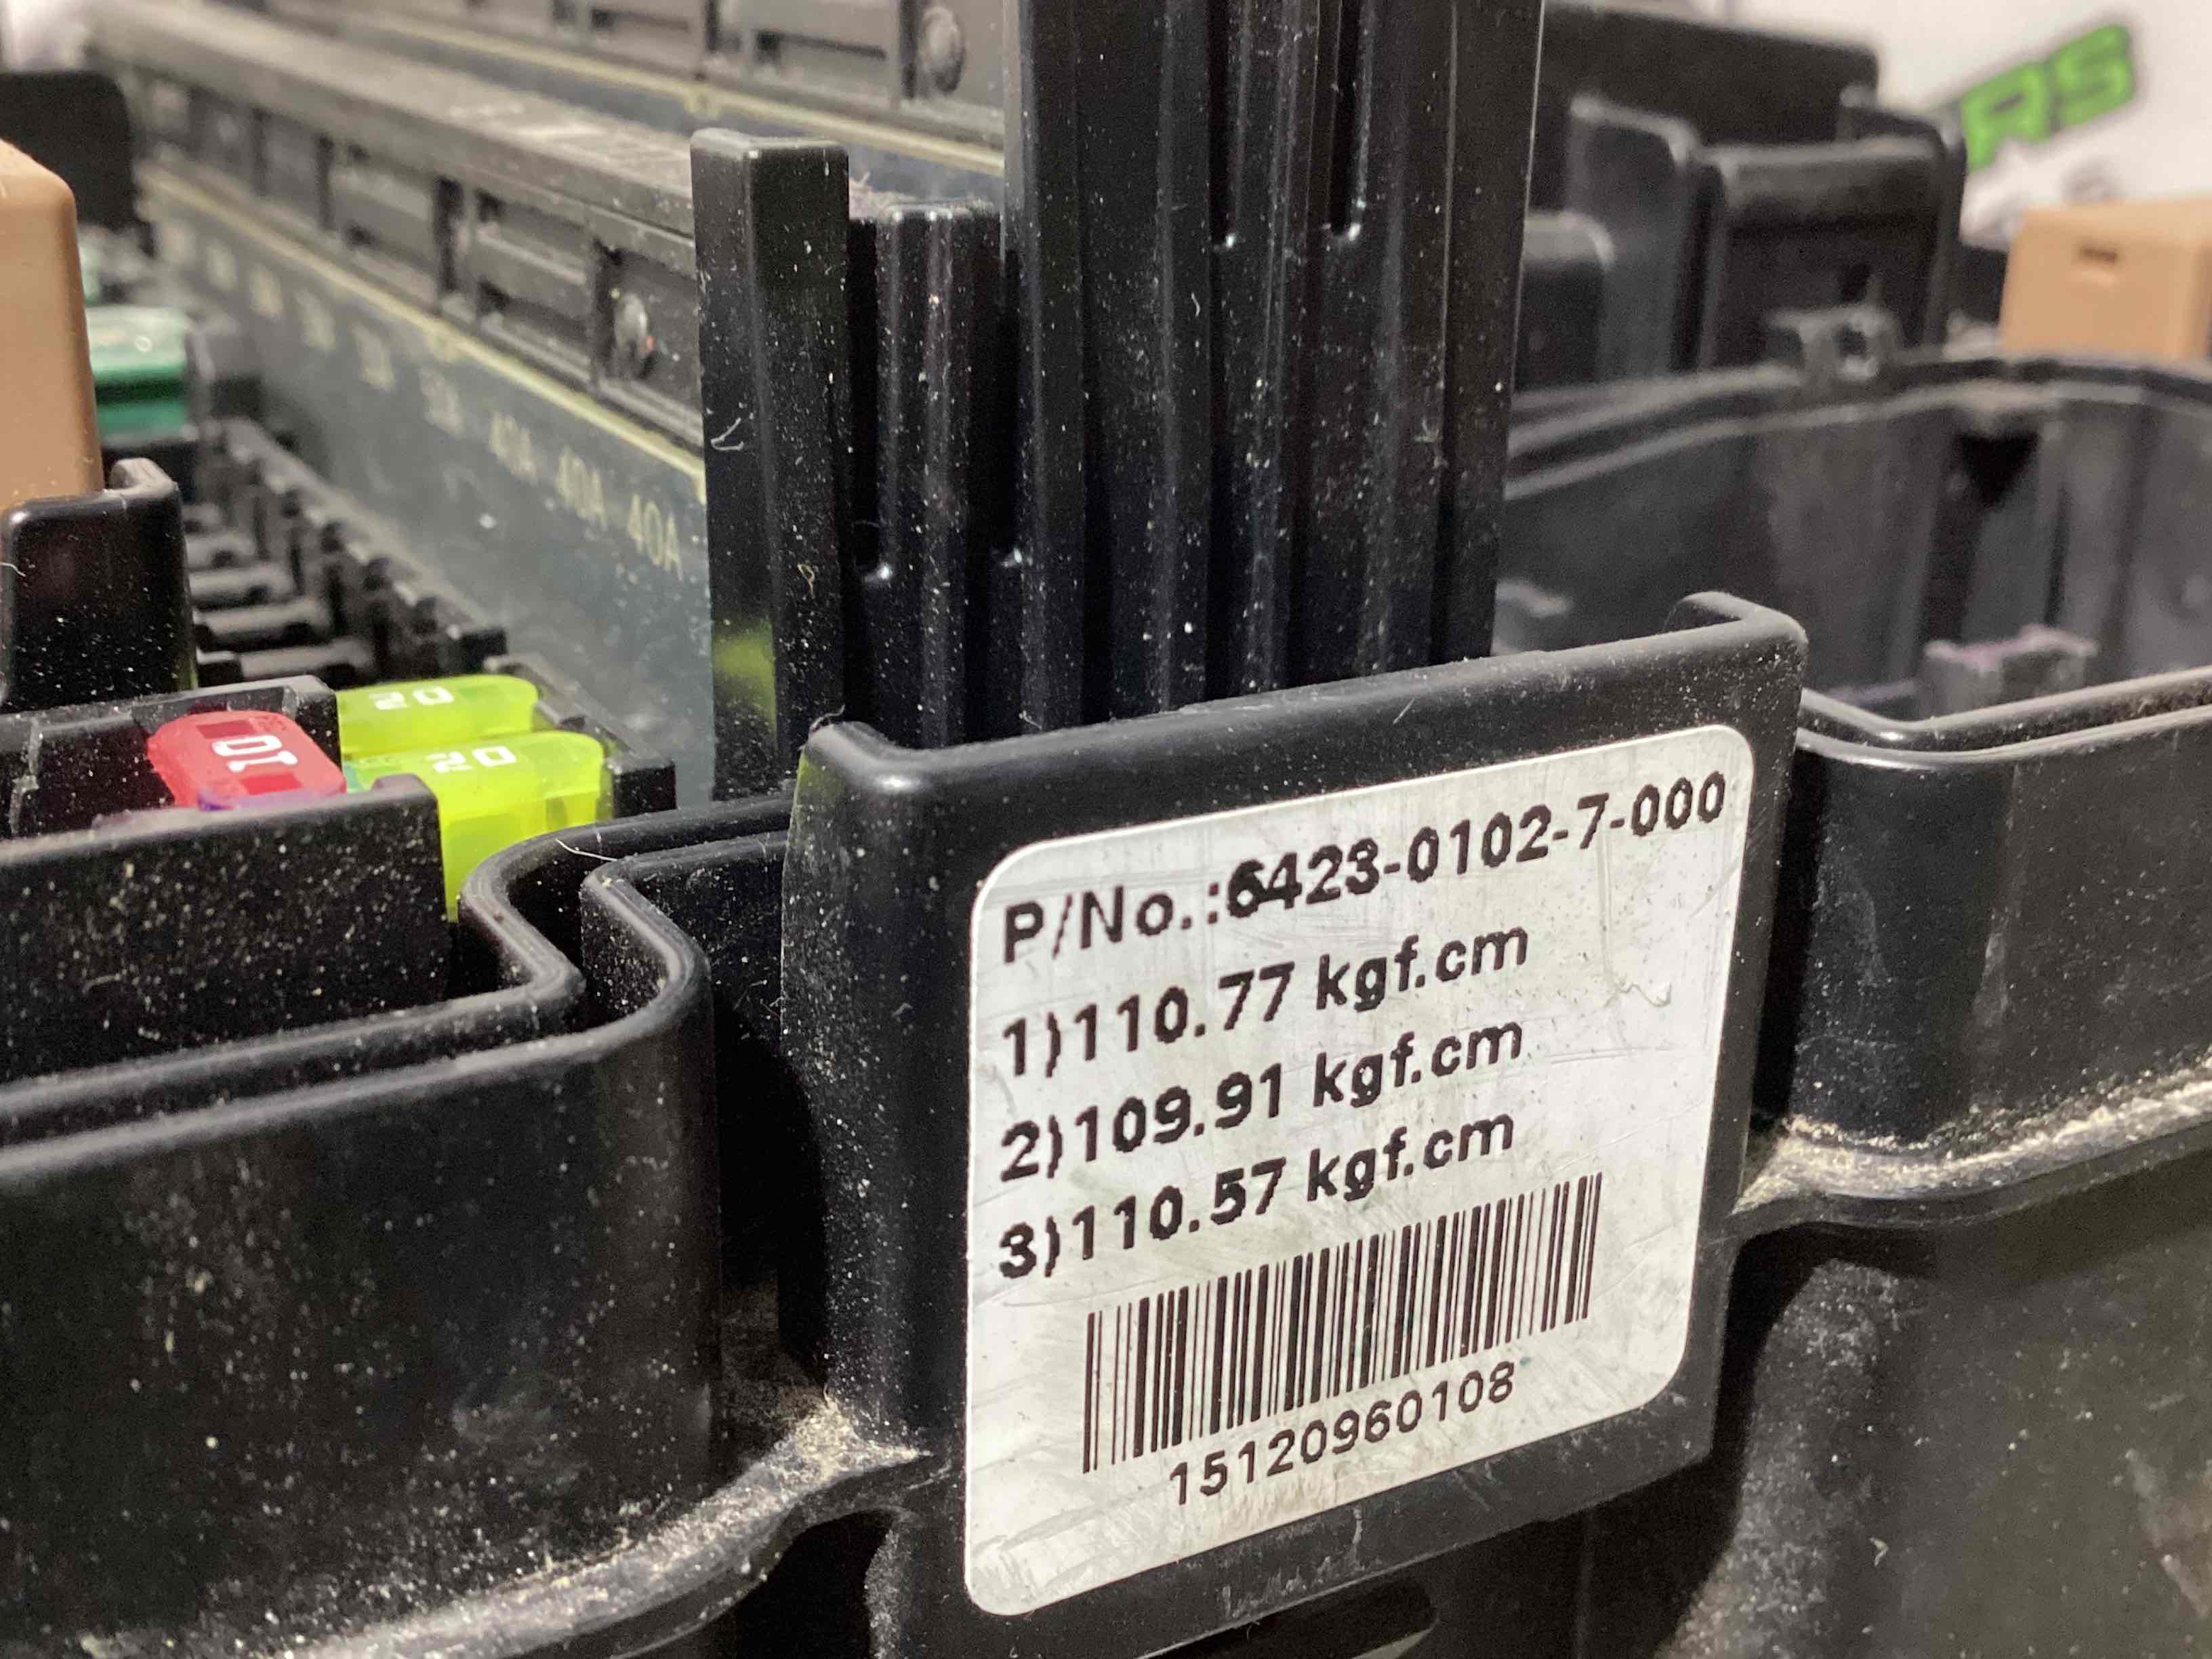 RS
40A 40A 40A
20
10
20
P/No.:6423-0102-7-000
1)110.77 kgf.cm
2)109.91 kgf.cm
3)110.57 kgf.cm
15120960108